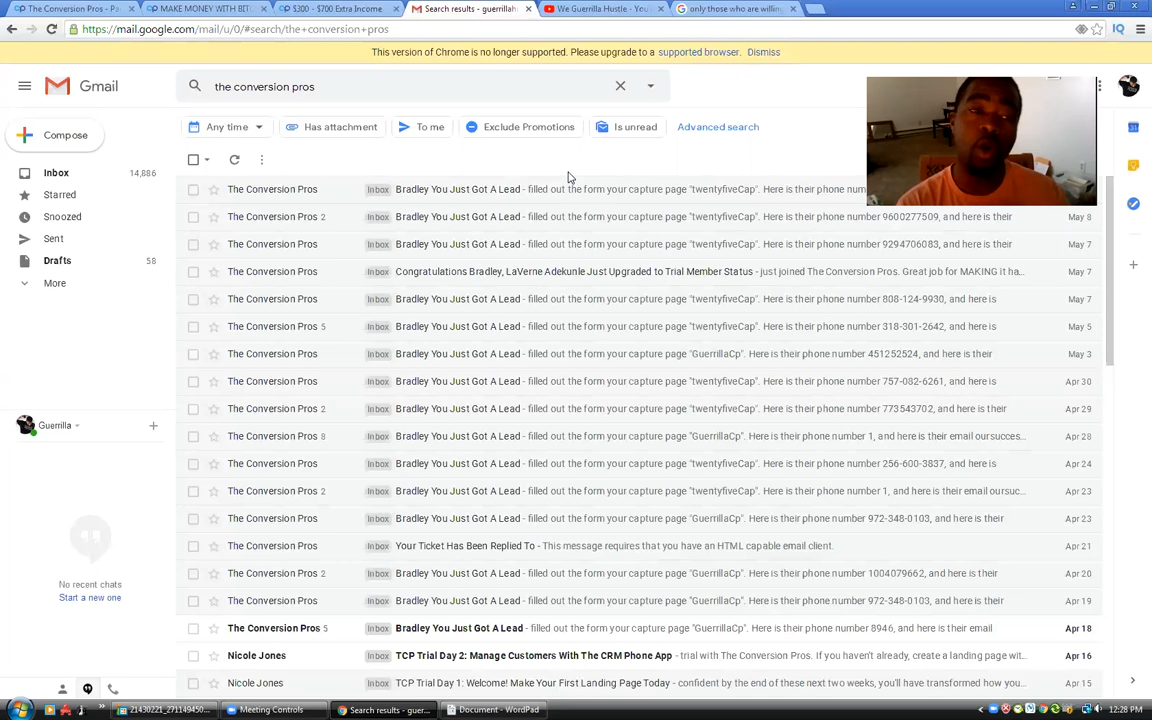 The Conversion Pros - Pa
MAKE MONEY WITH BIT
$300 - $700 Extra Income
Search results - guerrillah
We Guerrilla Hustle - You
only those who are willin
https://mail.google.com/mail/u/0/#search/the+conversion+pros
This version of Chrome is no longer supported. Please upgrade to a supported browser. Dismiss
Gmail
the conversion pros
Any time
Has attachment
To me
Exclude Promotions
Is unread
Advanced search
Compose
Inbox 14,886
Starred
Snoozed
Sent
Drafts 58
More
Guerrilla
No recent chats
Start a new one
The Conversion Pros Inbox Bradley You Just Got A Lead - filled out the form your capture page "twentyfiveCap". Here is their phone nu
The Conversion Pros 2 Inbox Bradley You Just Got A Lead - filled out the form your capture page "twentyfiveCap". Here is their phone number 9600277509, and here is their May 8
The Conversion Pros Inbox Bradley You Just Got A Lead - filled out the form your capture page "twentyfiveCap". Here is their phone number 9294706083, and here is their May 7
The Conversion Pros Inbox Congratulations Bradley, LaVerne Adekunle Just Upgraded to Trial Member Status - just joined The Conversion Pros. Great job for MAKING it ha... May 7
The Conversion Pros Inbox Bradley You Just Got A Lead - filled out the form your capture page "twentyfiveCap". Here is their phone number 808-124-9930, and here is May 7
The Conversion Pros 5 Inbox Bradley You Just Got A Lead - filled out the form your capture page "twentyfiveCap". Here is their phone number 318-301-2642, and here is May 5
The Conversion Pros Inbox Bradley You Just Got A Lead - filled out the form your capture page "GuerrillaCp". Here is their phone number 451252524, and here is their May 3
The Conversion Pros Inbox Bradley You Just Got A Lead - filled out the form your capture page "twentyfiveCap". Here is their phone number 757-082-6261, and here is Apr 30
The Conversion Pros 2 Inbox Bradley You Just Got A Lead - filled out the form your capture page "twentyfiveCap". Here is their phone number 773543702, and here is their Apr 29
The Conversion Pros 8 Inbox Bradley You Just Got A Lead - filled out the form your capture page "GuerrillaCp". Here is their phone number 1, and here is their email oursucces... Apr 28
The Conversion Pros Inbox Bradley You Just Got A Lead - filled out the form your capture page "twentyfiveCap". Here is their phone number 256-600-3837, and here is Apr 24
The Conversion Pros 2 Inbox Bradley You Just Got A Lead - filled out the form your capture page "twentyfiveCap". Here is their phone number 1, and here is their email oursuc... Apr 23
The Conversion Pros Inbox Bradley You Just Got A Lead - filled out the form your capture page "GuerrillaCp". Here is their phone number 972-348-0103, and here is their Apr 23
The Conversion Pros Inbox Your Ticket Has Been Replied To - This message requires that you have an HTML capable email client. Apr 21
The Conversion Pros 2 Inbox Bradley You Just Got A Lead - filled out the form your capture page "GuerrillaCp". Here is their phone number 1004079662, and here is their Apr 20
The Conversion Pros Inbox Bradley You Just Got A Lead - filled out the form your capture page "GuerrillaCp". Here is their phone number 972-348-0103, and here is their Apr 19
The Conversion Pros 5 Inbox Bradley You Just Got A Lead - filled out the form your capture page "GuerrillaCp". Here is their phone number 8946, and here is their email Apr 18
Nicole Jones Inbox TCP Trial Day 2: Manage Customers With The CRM Phone App - trial with The Conversion Pros. If you haven't already, create a landing page wit... Apr 16
Nicole Jones Inbox TCP Trial Day 1: Welcome! Make Your First Landing Page Today - confident by the end of these next two weeks, you'll have transformed how you... Apr 15
21430221_271149450...
Meeting Controls
Search results - guer...
Document - WordPad
12:28 PM